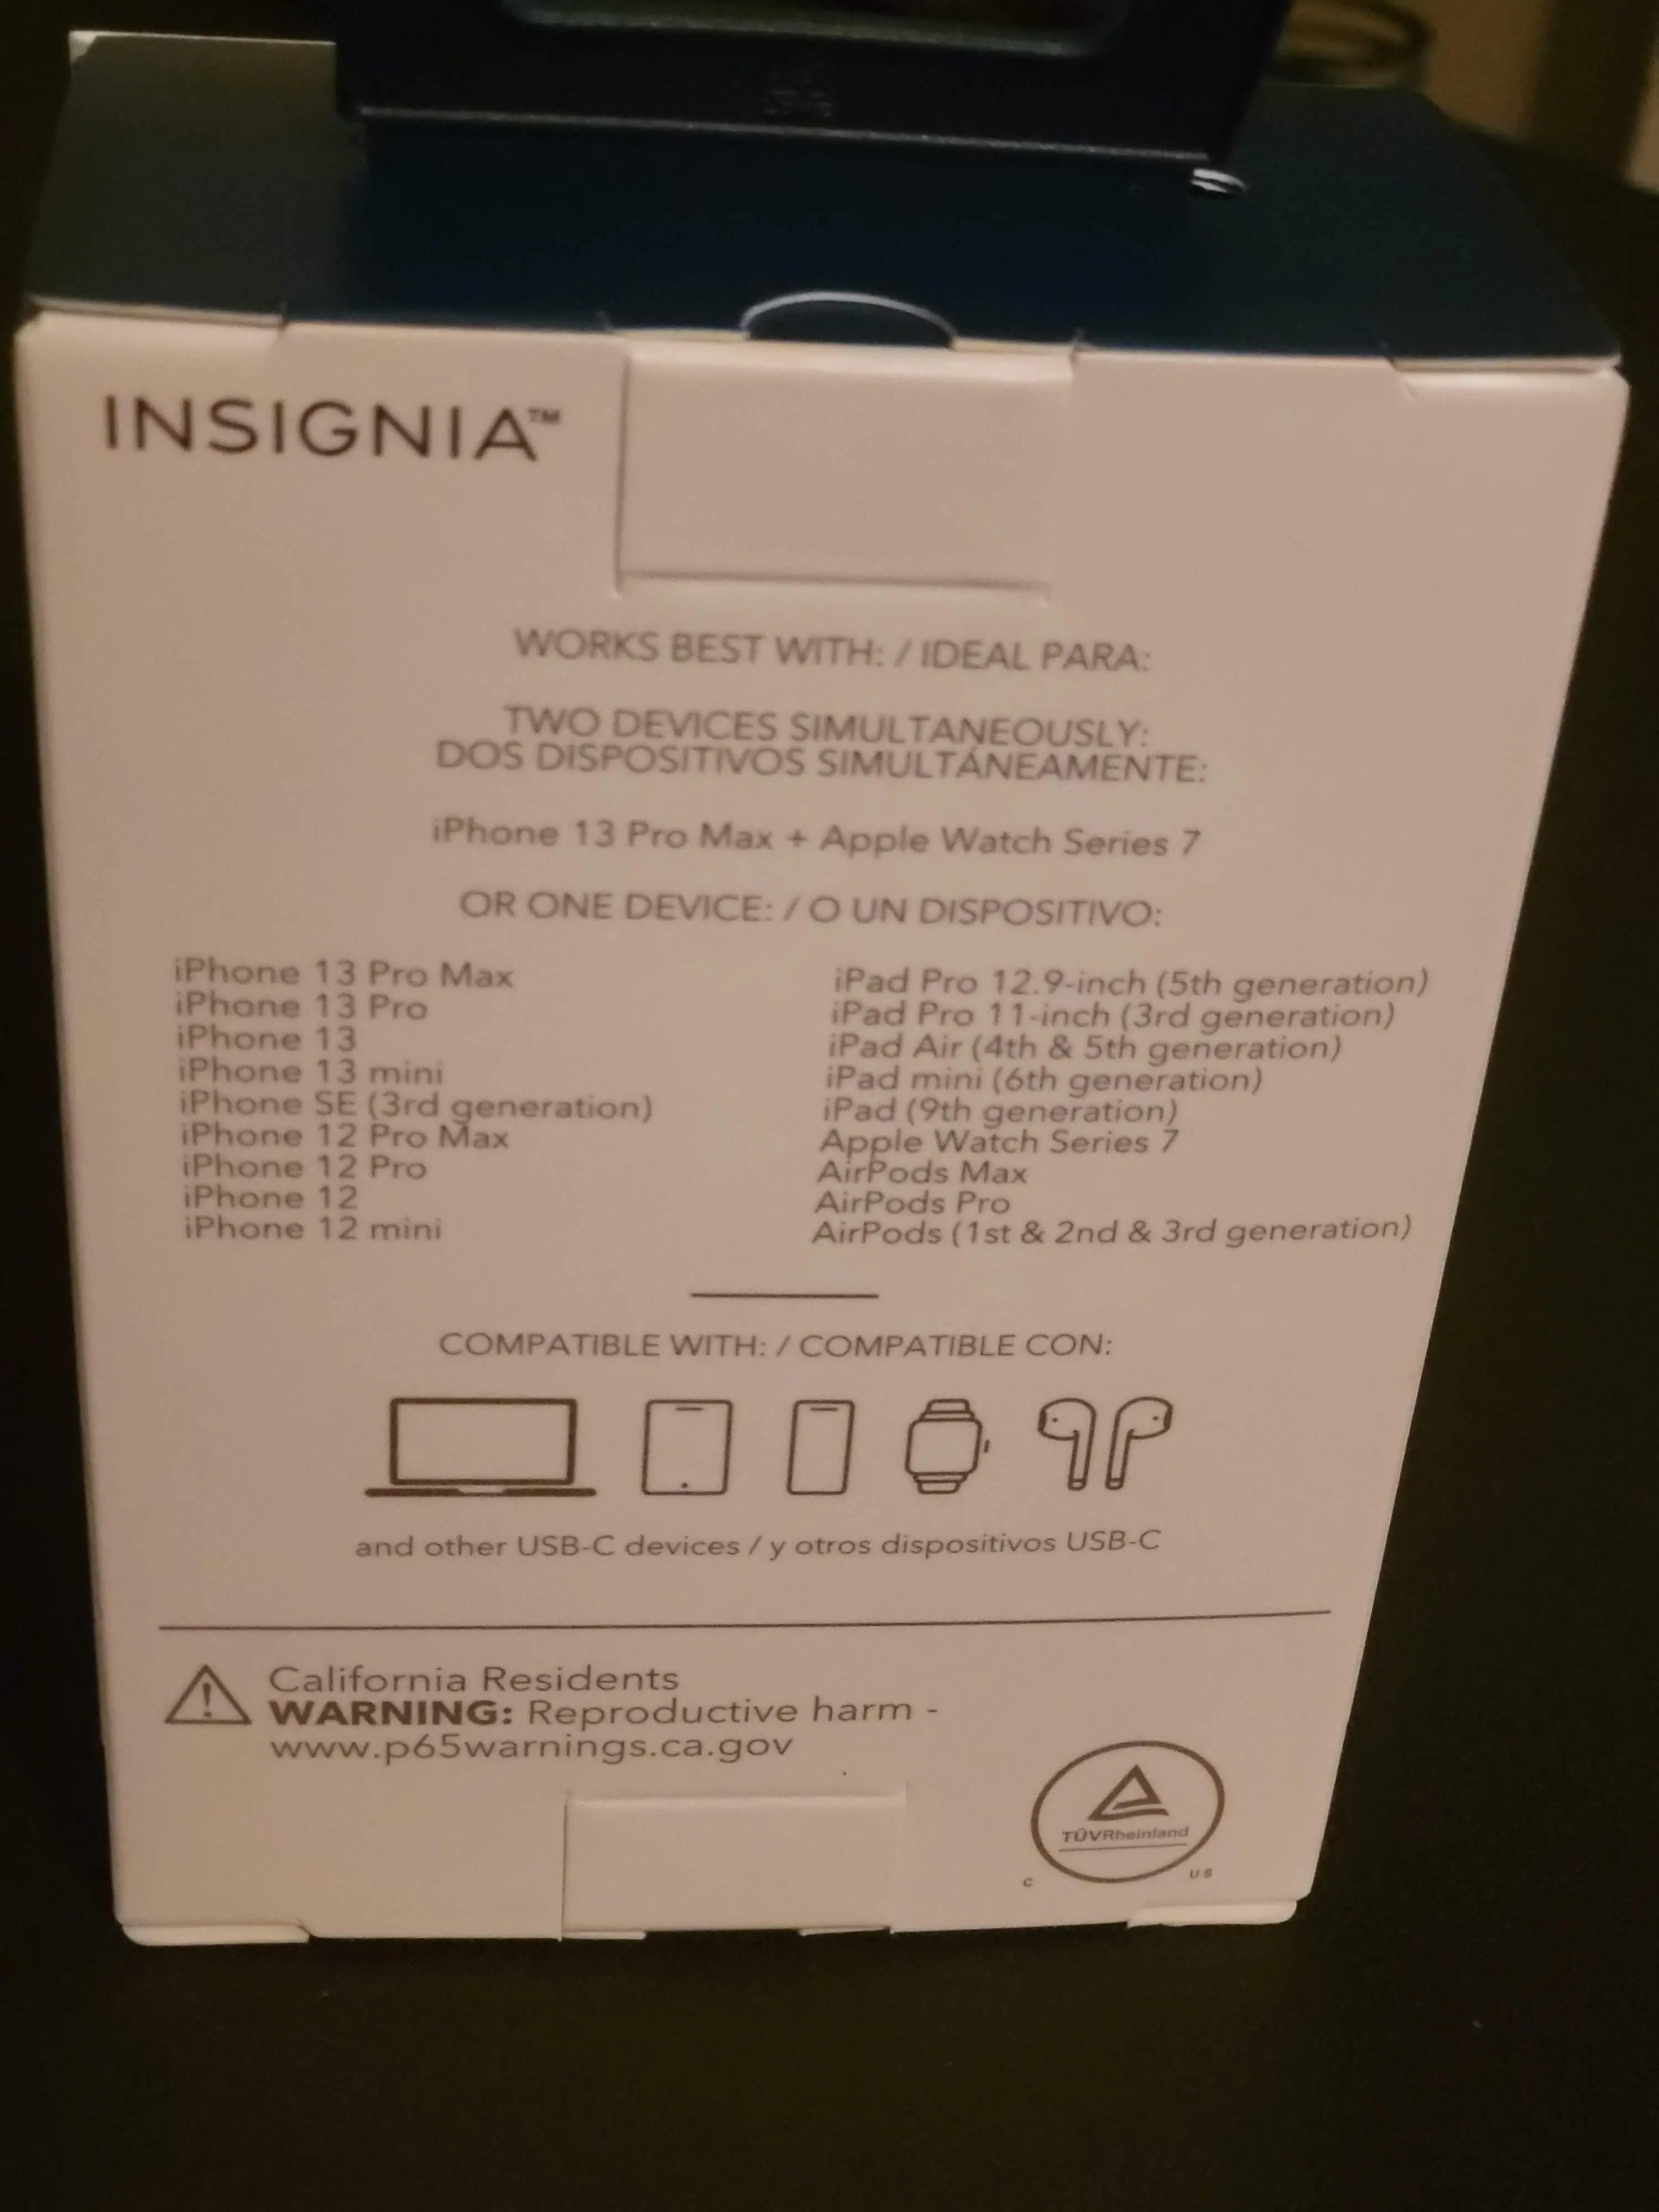 INSIGNIA™
WORKS BEST WITH: / IDEAL PARA:
TWO DEVICES SIMULTANEOUSLY:
DOS DISPOSITIVOS SIMULTÁNEAMENTE:
iPhone 13 Pro Max + Apple Watch Series 7
OR ONE DEVICE: / O UN DISPOSITIVO:
iPhone 13 Pro Max
iPhone 13 Pro
iPhone 13
iPhone 13 mini
iPhone SE (3rd generation)
iPhone 12 Pro Max
iPhone 12 Pro
iPhone 12
iPhone 12 mini
iPad Pro 12.9-inch (5th generation)
iPad Pro 11-inch (3rd generation)
iPad Air (4th & 5th generation)
iPad mini (6th generation)
iPad (9th generation)
Apple Watch Series 7
AirPods Max
AirPods Pro
AirPods (1st & 2nd & 3rd generation)
COMPATIBLE WITH: / COMPATIBLE CON:
and other USB-C devices / y otros dispositivos USB-C
California Residents
WARNING: Reproductive harm -
www.p65warnings.ca.gov
TÜVRheinland
C US